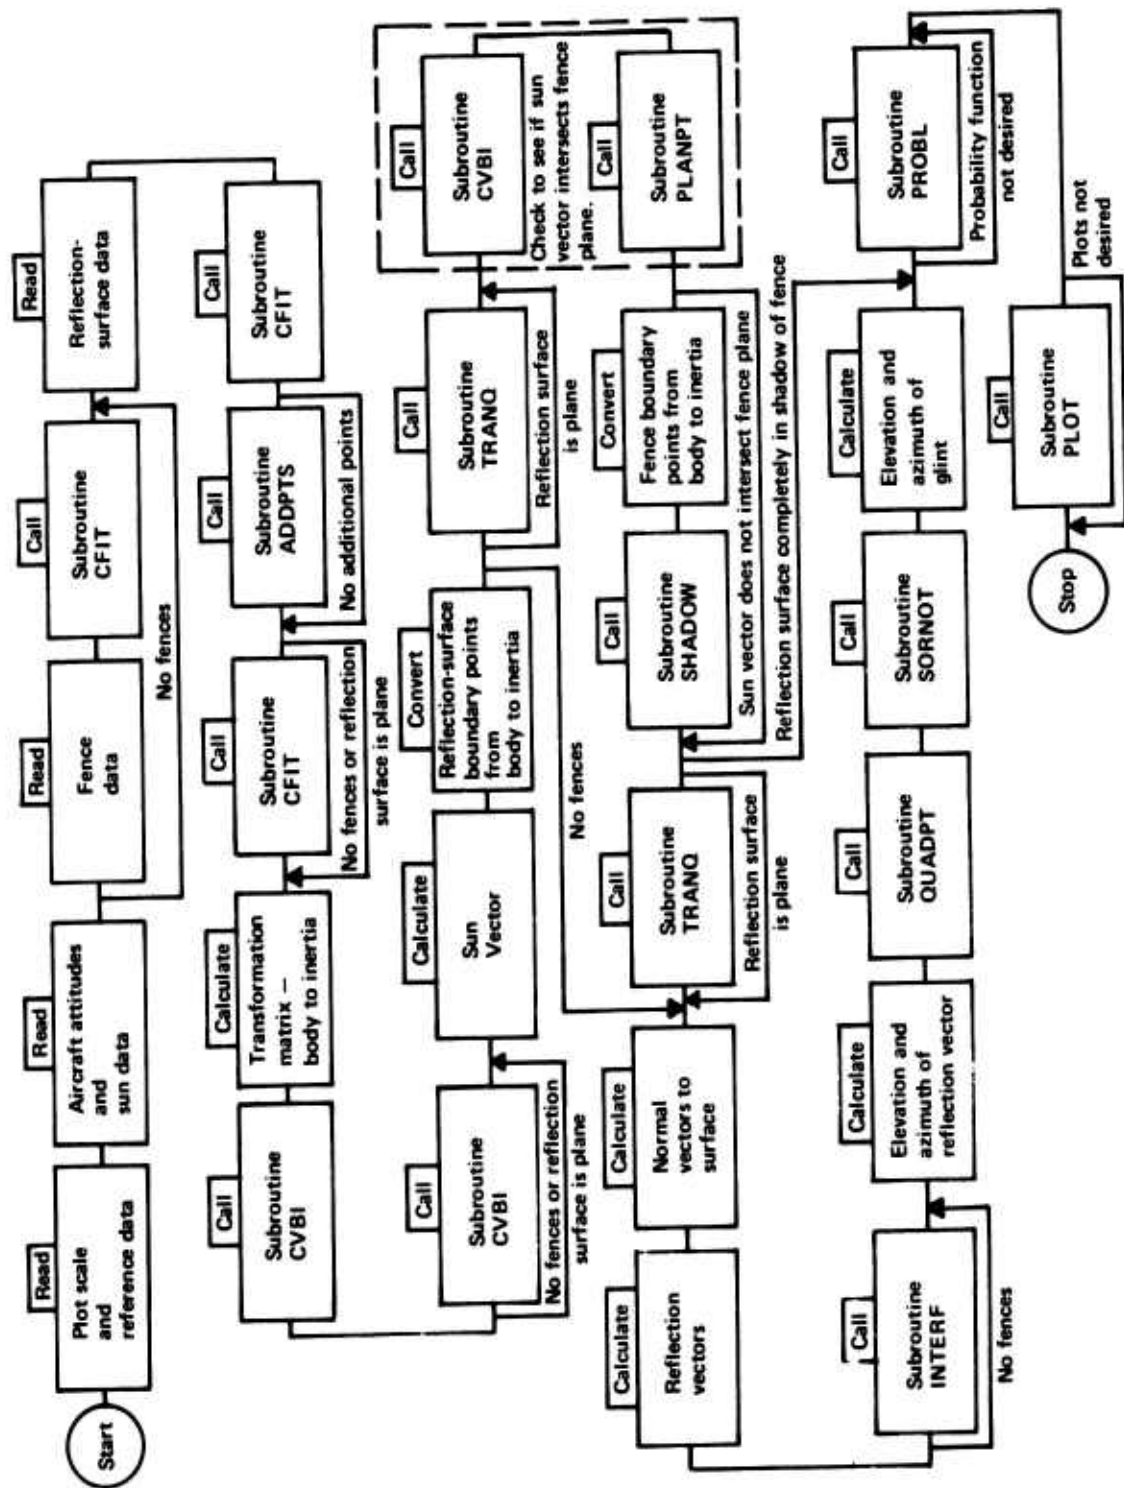 Start
Read
Plot scale
and
reference data
Read
Aircraft attitudes
and
sun data
Read
Fence
data
No fences
Call
Subroutine
CFIT
Read
Reflection-
surface data
Call
Subroutine
CFIT
Call
Subroutine
ADDPTS
No additional points
Call
Subroutine
CFIT
No fences or reflection
surface is plane
Calculate
Transformation
matrix –
body to inertia
Call
Subroutine
CVBI
Call
Subroutine
CVBI
No fences or reflection
surface is plane
Calculate
Sun
Vector
Convert
Reflection-surface
boundary points
from
body to inertia
No fences
Call
Subroutine
TRANQ
Reflection surface
is plane
Call
Subroutine
CVBI
Check to see if sun
vector intersects fence
plane.
Call
Subroutine
PLANPT
Convert
Fence boundary
points from
body to inertia
Sun vector does not intersect fence plane
Reflection surface completely in shadow of fence
Call
Subroutine
SHADOW
Call
Subroutine
TRANQ
Reflection surface
is plane
Calculate
Normal
vectors to
surface
Calculate
Reflection
vectors
Call
Subroutine
INTERF
No fences
Calculate
Elevation and
azimuth of
reflection vector
Call
Subroutine
QUADPT
Call
Subroutine
SORNOT
Calculate
Elevation and
azimuth of
glint
Call
Subroutine
PROBL
Probability function
not desired
Call
Subroutine
PLOT
Plots not
desired
Stop